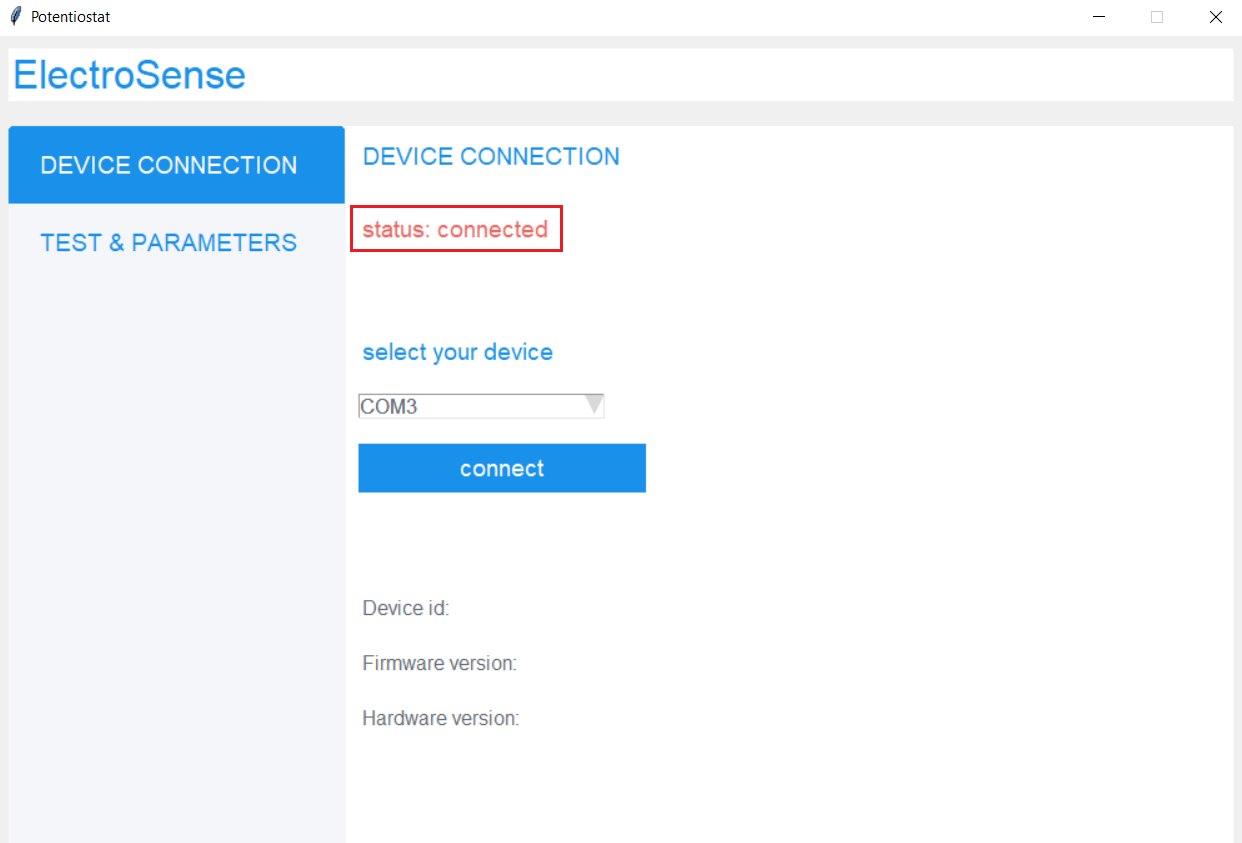 Potentiostat
ElectroSense
DEVICE CONNECTION
TEST & PARAMETERS
DEVICE CONNECTION
status: connected
select your device
COM3
connect
Device id:
Firmware version:
Hardware version: